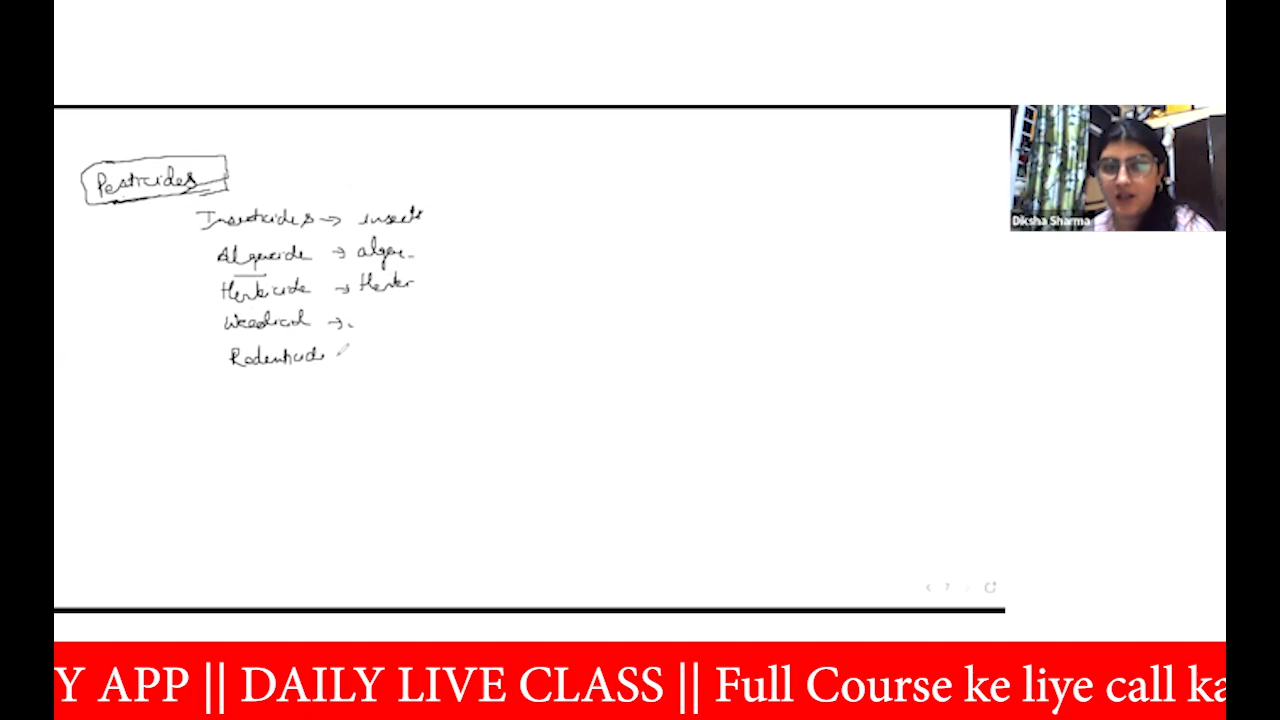 Pesticides
Insecticides → insects
Algaecide → algae
Herbicide → Herbs
Weedicid →
Rodenticide
Diksha Sharma
Y APP || DAILY LIVE CLASS || Full Course ke liye call ka